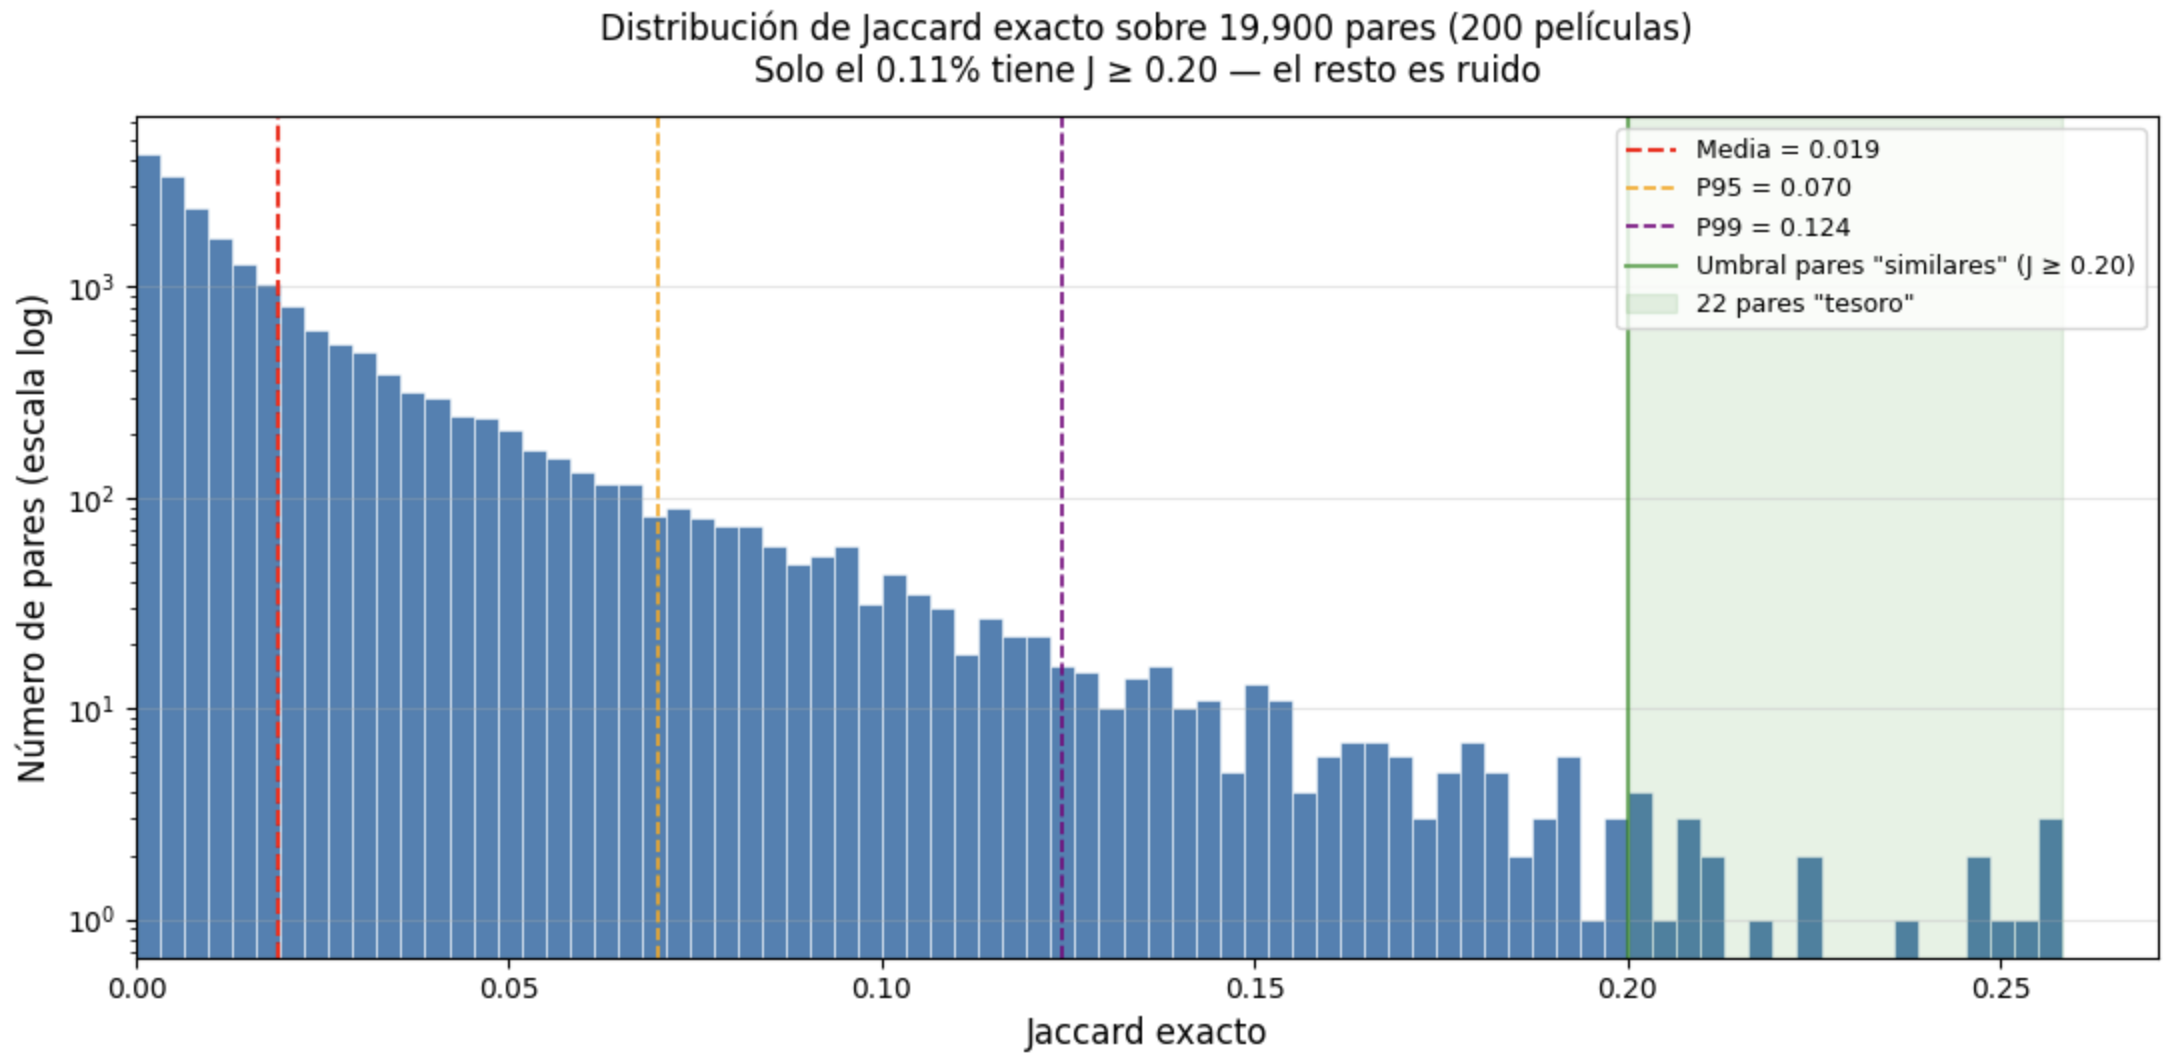 Distribución de Jaccard exacto sobre 19,900 pares (200 películas)
Solo el 0.11% tiene J ≥ 0.20 — el resto es ruido
Media = 0.019
P95 = 0.070
P99 = 0.124
Umbral pares "similares" (J ≥ 0.20)
22 pares "tesoro"
Número de pares (escala log)
10³
10²
10¹
10⁰
0.00 0.05 0.10 0.15 0.20 0.25
Jaccard exacto